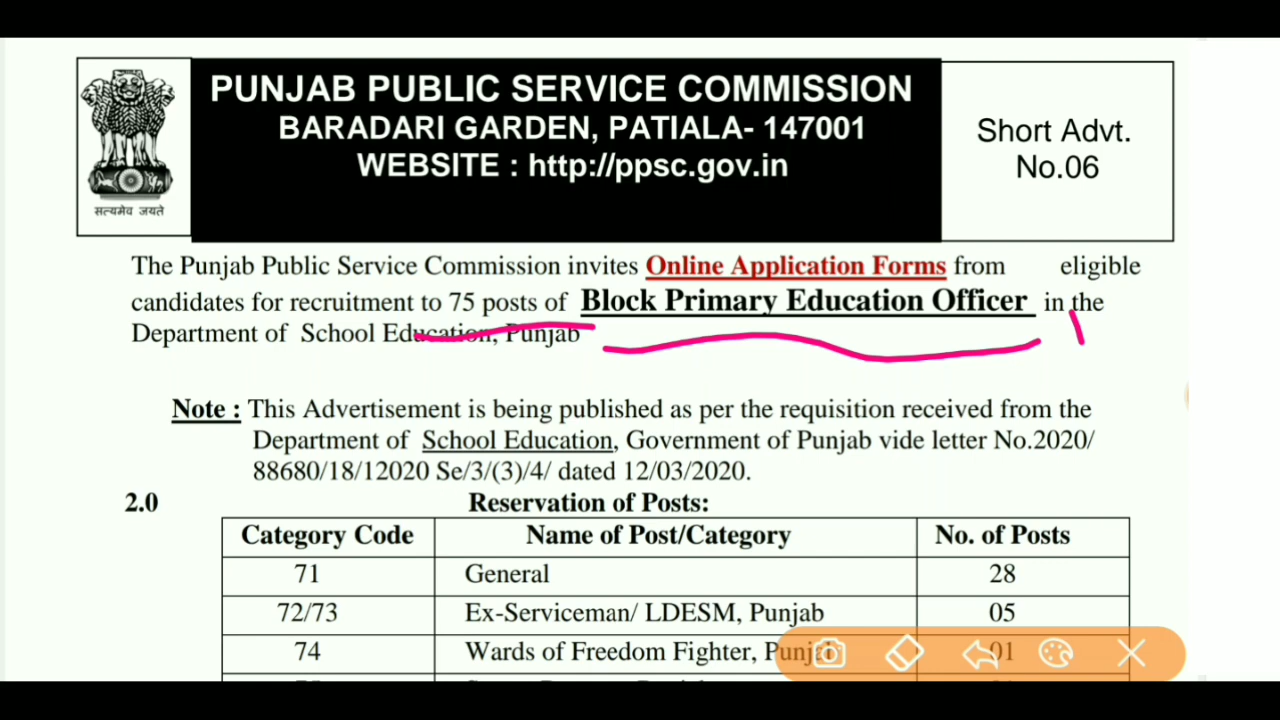 PUNJAB PUBLIC SERVICE COMMISSION
BARADARI GARDEN, PATIALA- 147001
WEBSITE : http://ppsc.gov.in
Short Advt.
No.06
सत्यमेव जयते
The Punjab Public Service Commission invites Online Application Forms from eligible
candidates for recruitment to 75 posts of Block Primary Education Officer in the
Department of School Education, Punjab
Note : This Advertisement is being published as per the requisition received from the
Department of School Education, Government of Punjab vide letter No.2020/
88680/18/12020 Se/3/(3)/4/ dated 12/03/2020.
2.0 Reservation of Posts:
Category Code Name of Post/Category No. of Posts
71 General 28
72/73 Ex-Serviceman/ LDESM, Punjab 05
74 Wards of Freedom Fighter, Punjab 01